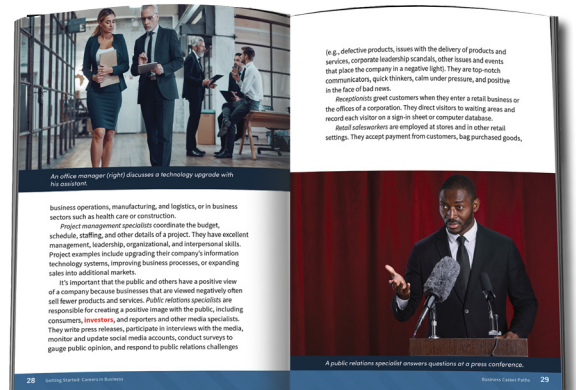 An office manager (right) discusses a technology upgrade with
his assistant.
business operations, manufacturing, and logistics, or in business
sectors such as health care or construction.
Project management specialists coordinate the budget,
schedule, staffing, and other details of a project. They have excellent
management, leadership, organizational, and interpersonal skills.
Project examples include upgrading their company's information
technology systems, improving business processes, or expanding
sales into additional markets.
It's important that the public and others have a positive view
of a company because businesses that are viewed negatively often
sell fewer products and services. Public relations specialists are
responsible for creating a positive image with the public, including
consumers, investors, and reporters and other media specialists.
They write press releases, participate in interviews with the media,
monitor and update social media accounts, conduct surveys to
gauge public opinion, and respond to public relations challenges
28 Getting Started: Careers in Business
(e.g., defective products, issues with the delivery of products and
services, corporate leadership scandals, other issues and events
that place the company in a negative light). They are top-notch
communicators, quick thinkers, calm under pressure, and positive
in the face of bad news.
Receptionists greet customers when they enter a retail business or
the offices of a corporation. They direct visitors to waiting areas and
record each visitor on a sign-in sheet or computer database.
Retail salesworkers are employed at stores and in other retail
settings. They accept payment from customers, bag purchased goods,
A public relations specialist answers questions at a press conference.
Business Career Paths 29